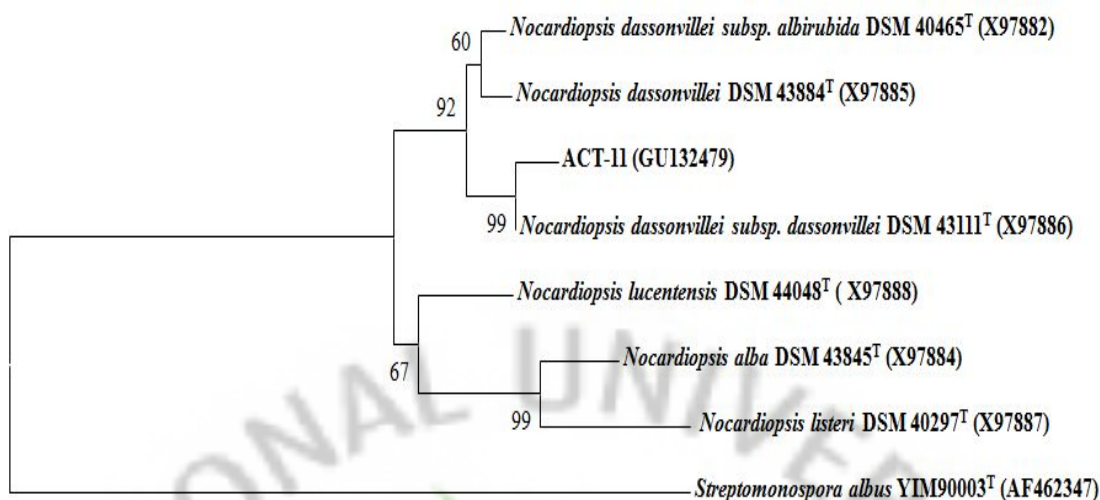 Nocardiopsis dassonvillei subsp. albirubida DSM 40465ᵀ (X97882)
60
Nocardiopsis dassonvillei DSM 43884ᵀ (X97885)
92
ACT-11 (GU132479)
99
Nocardiopsis dassonvillei subsp. dassonvillei DSM 43111ᵀ (X97886)
Nocardiopsis lucentensis DSM 44048ᵀ ( X97888)
67
Nocardiopsis alba DSM 43845ᵀ (X97884)
99
Nocardiopsis listeri DSM 40297ᵀ (X97887)
Streptomonospora albus YIM90003ᵀ (AF462347)
ONAL UNIVER